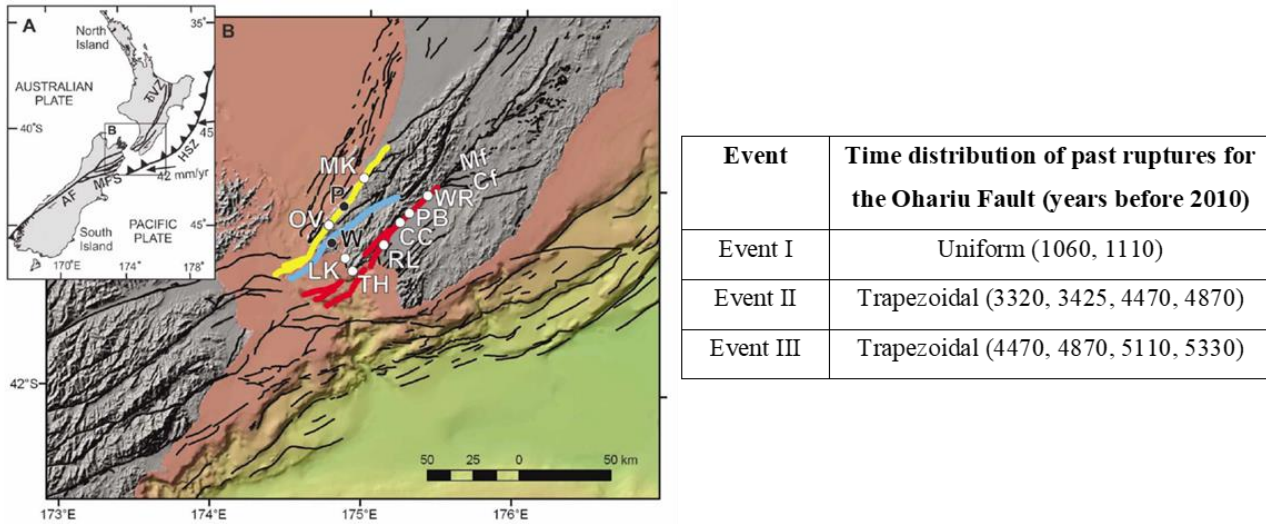 A
North
Island
35°
AUSTRALIAN
PLATE
TVZ
40°S
B
45
HSZ
42 mm/yr
MFS
AF
PACIFIC
PLATE
45°
South
Island
170°E
174°
178°
B
MK
P
OV
W
LK
TH
Mf
Cf
WR
PB
CC
RL
42°S
50 25 0 50 km
173°E 174° 175° 176°
Event Time distribution of past ruptures for
the Ohariu Fault (years before 2010)
Event I Uniform (1060, 1110)
Event II Trapezoidal (3320, 3425, 4470, 4870)
Event III Trapezoidal (4470, 4870, 5110, 5330)